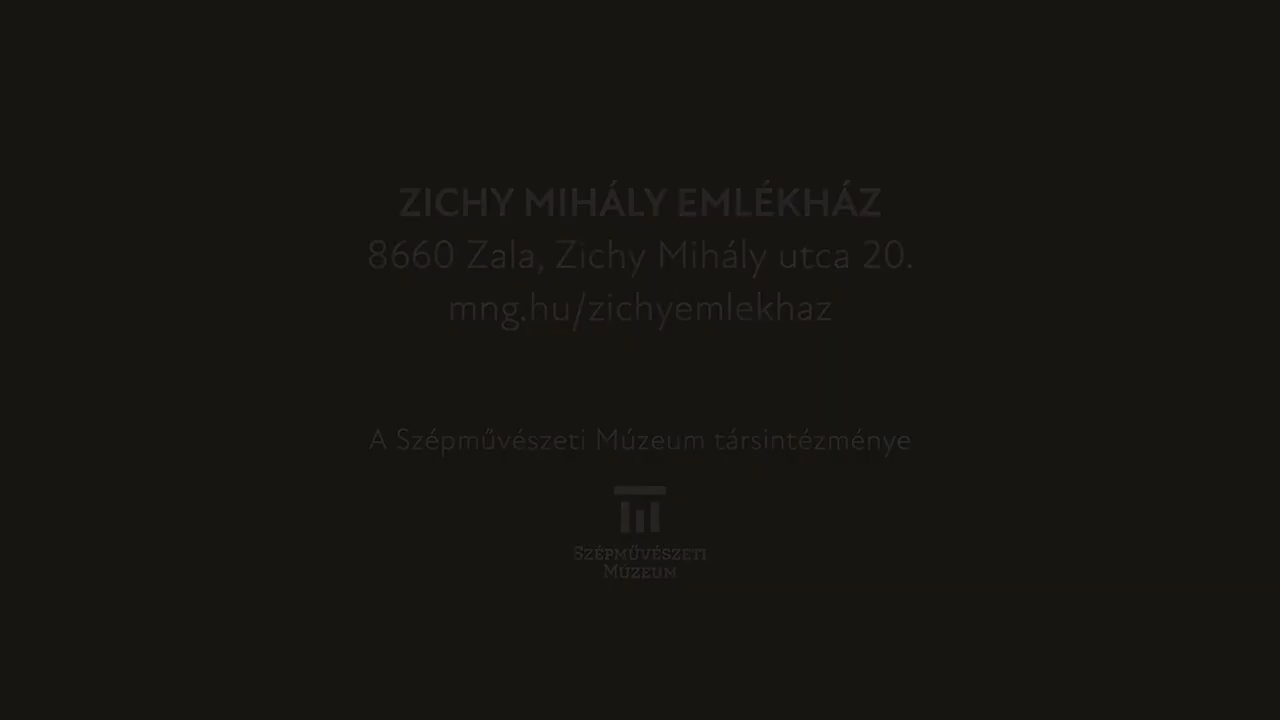 ZICHY MIHÁLY EMLÉKHÁZ
8660 Zala, Zichy Mihály utca 20.
mng.hu/zichyemlekhaz
A Szépművészeti Múzeum társintézménye
SZÉPMŰVÉSZETI
MÚZEUM